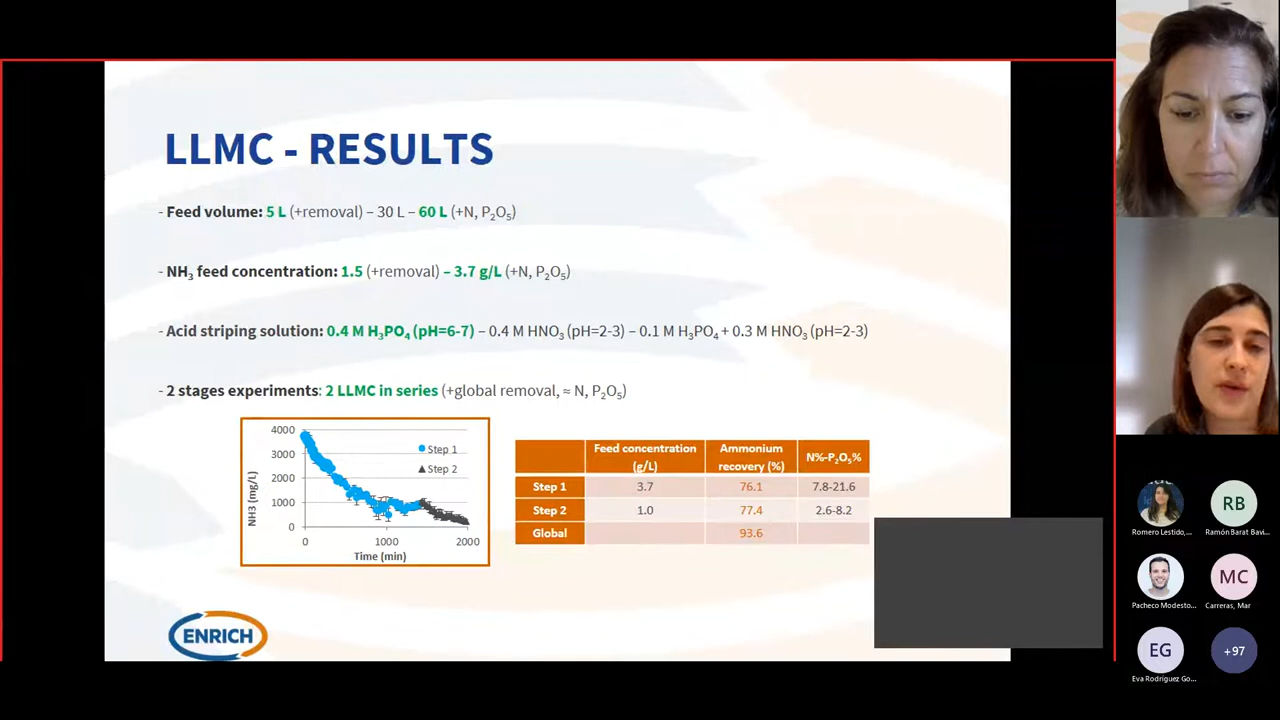 LLMC - RESULTS
- Feed volume: 5 L (+removal) – 30 L – 60 L (+N, P₂O₅)
- NH₃ feed concentration: 1.5 (+removal) – 3.7 g/L (+N, P₂O₅)
- Acid striping solution: 0.4 M H₃PO₄ (pH=6-7) – 0.4 M HNO₃ (pH=2-3) – 0.1 M H₃PO₄ + 0.3 M HNO₃ (pH=2-3)
- 2 stages experiments: 2 LLMC in series (+global removal, ≈ N, P₂O₅)
NH3 (mg/L)
4000
3000
2000
1000
0
Step 1
Step 2
0 1000 2000
Time (min)
Feed concentration (g/L) Ammonium recovery (%) N%-P₂O₅%
Step 1 3.7 76.1 7.8-21.6
Step 2 1.0 77.4 2.6-8.2
Global 93.6
ENRICH
RB
Romero Lestido,... Ramón Barat Bavi...
MC
Pacheco Modesto... Carreras, Mar
EG +97
Eva Rodríguez Go...